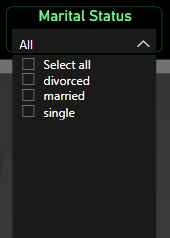 Marital Status
All
Select all
divorced
married
single